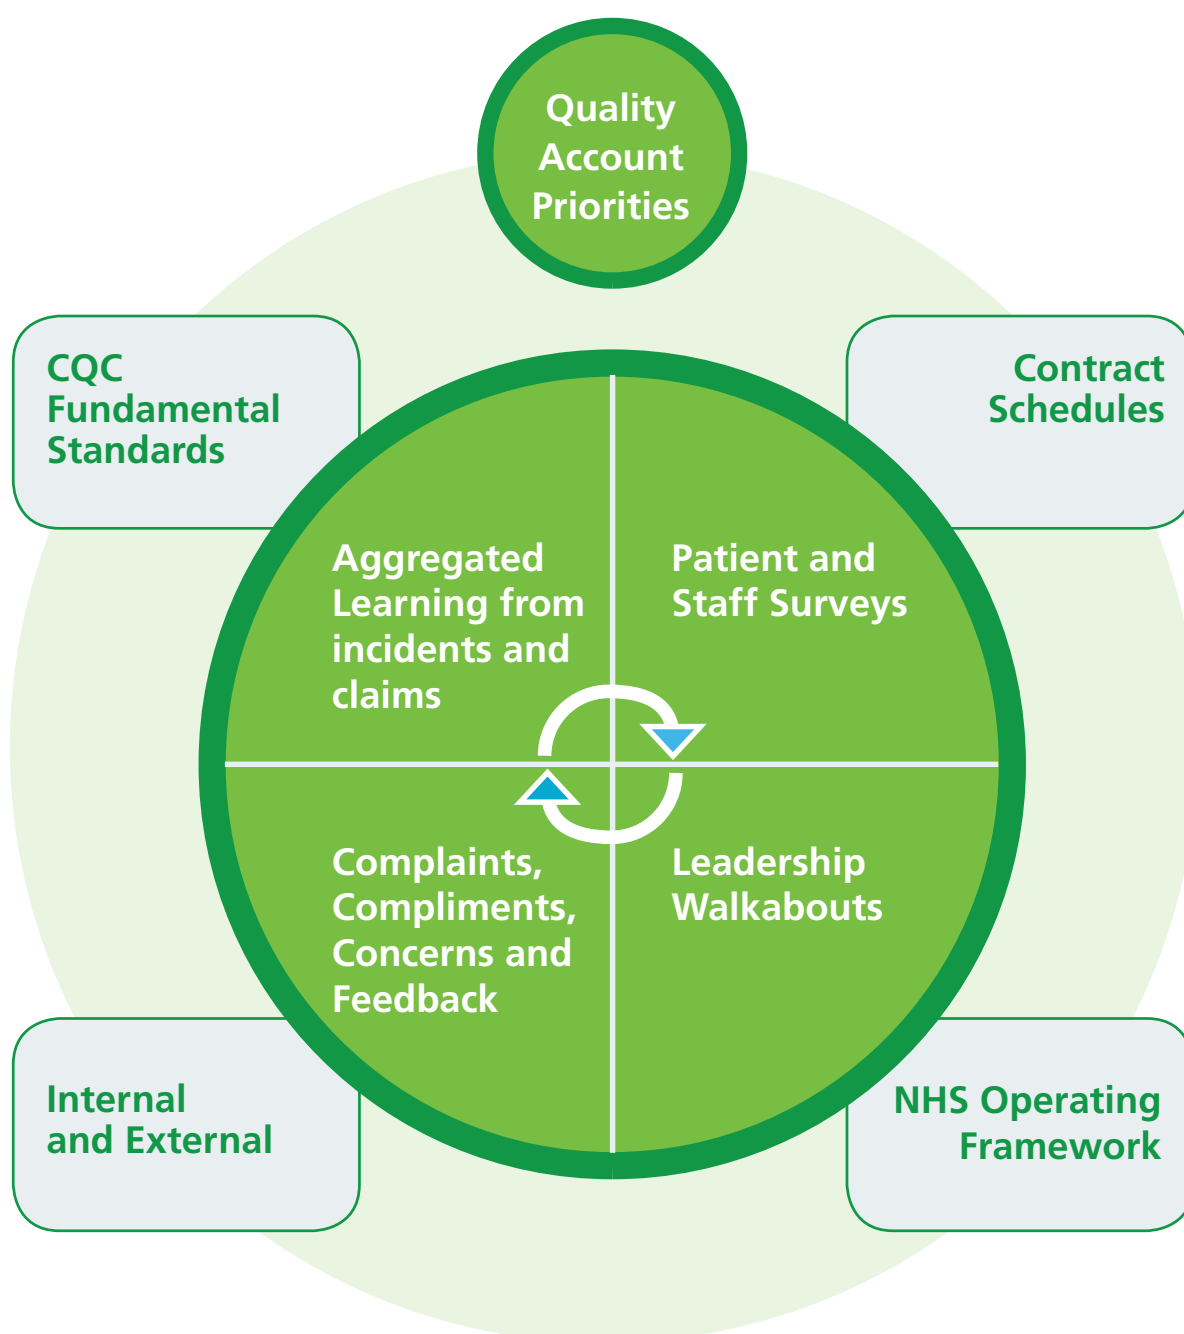 Quality
Account
Priorities
CQC
Fundamental
Standards
Contract
Schedules
Aggregated
Learning from
incidents and
claims
Patient and
Staff Surveys
Complaints,
Compliments,
Concerns and
Feedback
Leadership
Walkabouts
Internal
and External
NHS Operating
Framework